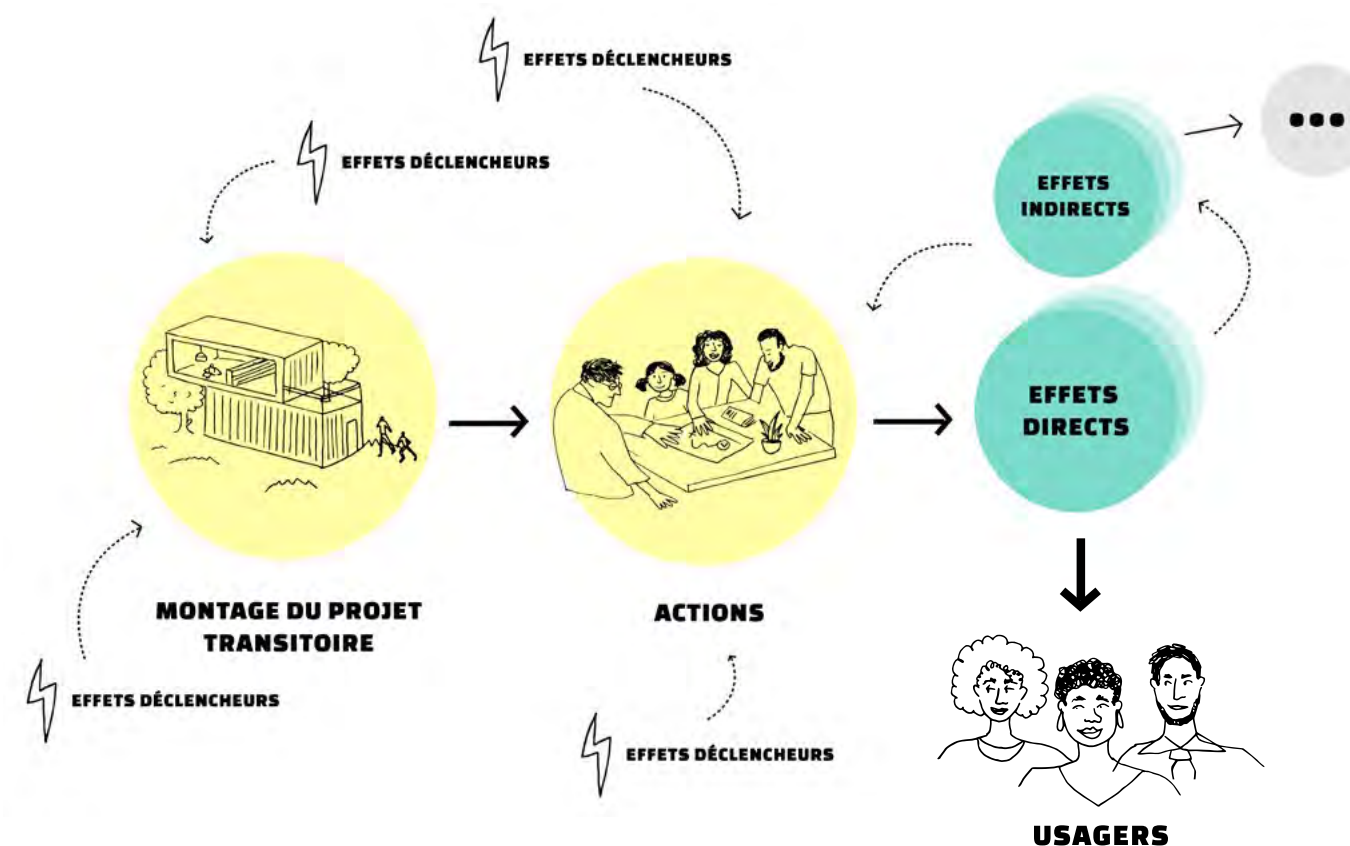 EFFETS DÉCLENCHEURS
EFFETS DÉCLENCHEURS
EFFETS
INDIRECTS
EFFETS
DIRECTS
MONTAGE DU PROJET
TRANSITOIRE
ACTIONS
EFFETS DÉCLENCHEURS
EFFETS DÉCLENCHEURS
USAGERS